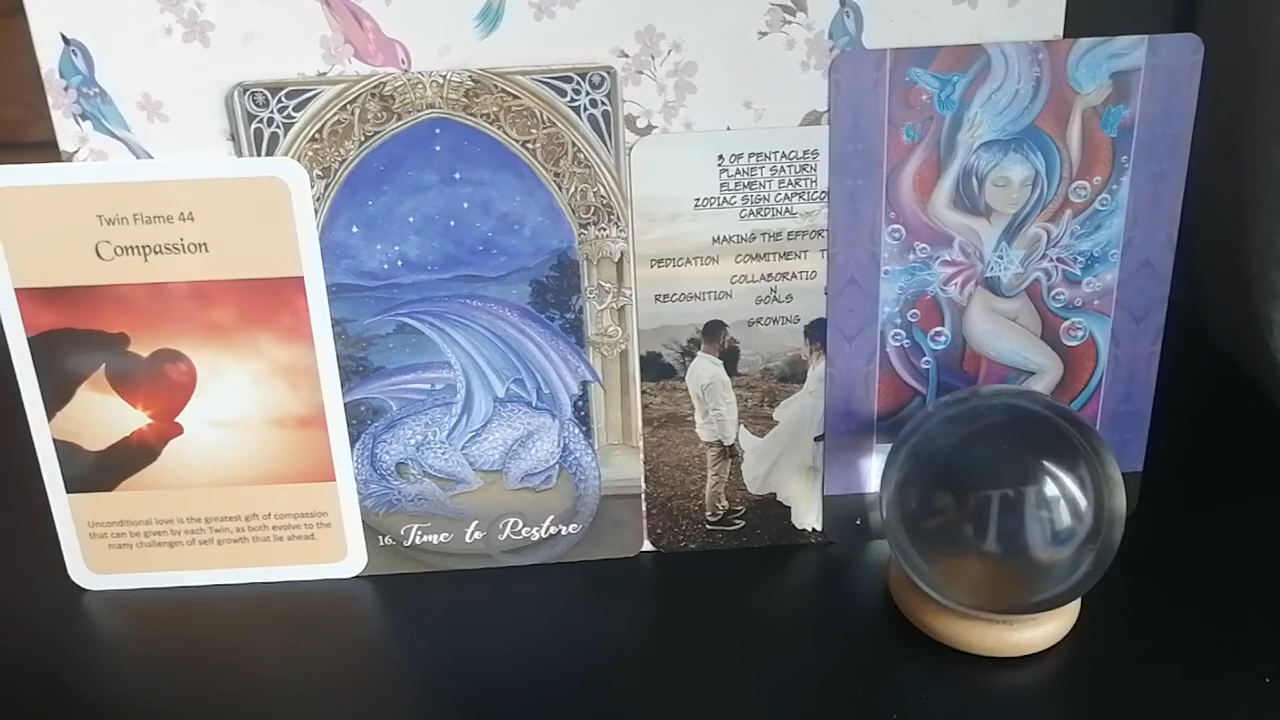 Twin Flame 44
Compassion
Unconditional love is the greatest gift of compassion
that can be given by each Twin, as both evolve to the
many challenges of self growth that lie ahead.
16. Time to Restore
3 OF PENTACLES
PLANET SATURN
ELEMENT EARTH
ZODIAC SIGN CAPRICO
CARDINAL
MAKING THE EFFORT
DEDICATION COMMITMENT T
COLLABORATIO
N
RECOGNITION GOALS
GROWING